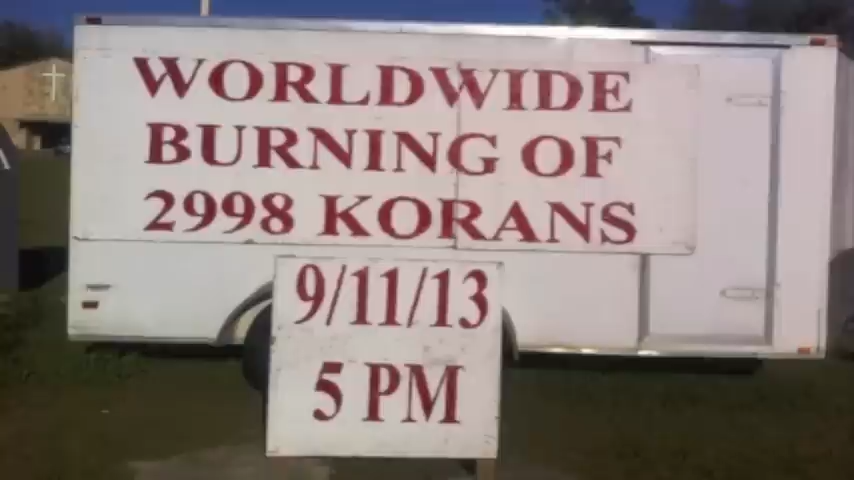 WORLDWIDE
BURNING OF
2998 KORANS
9/11/13
5 PM